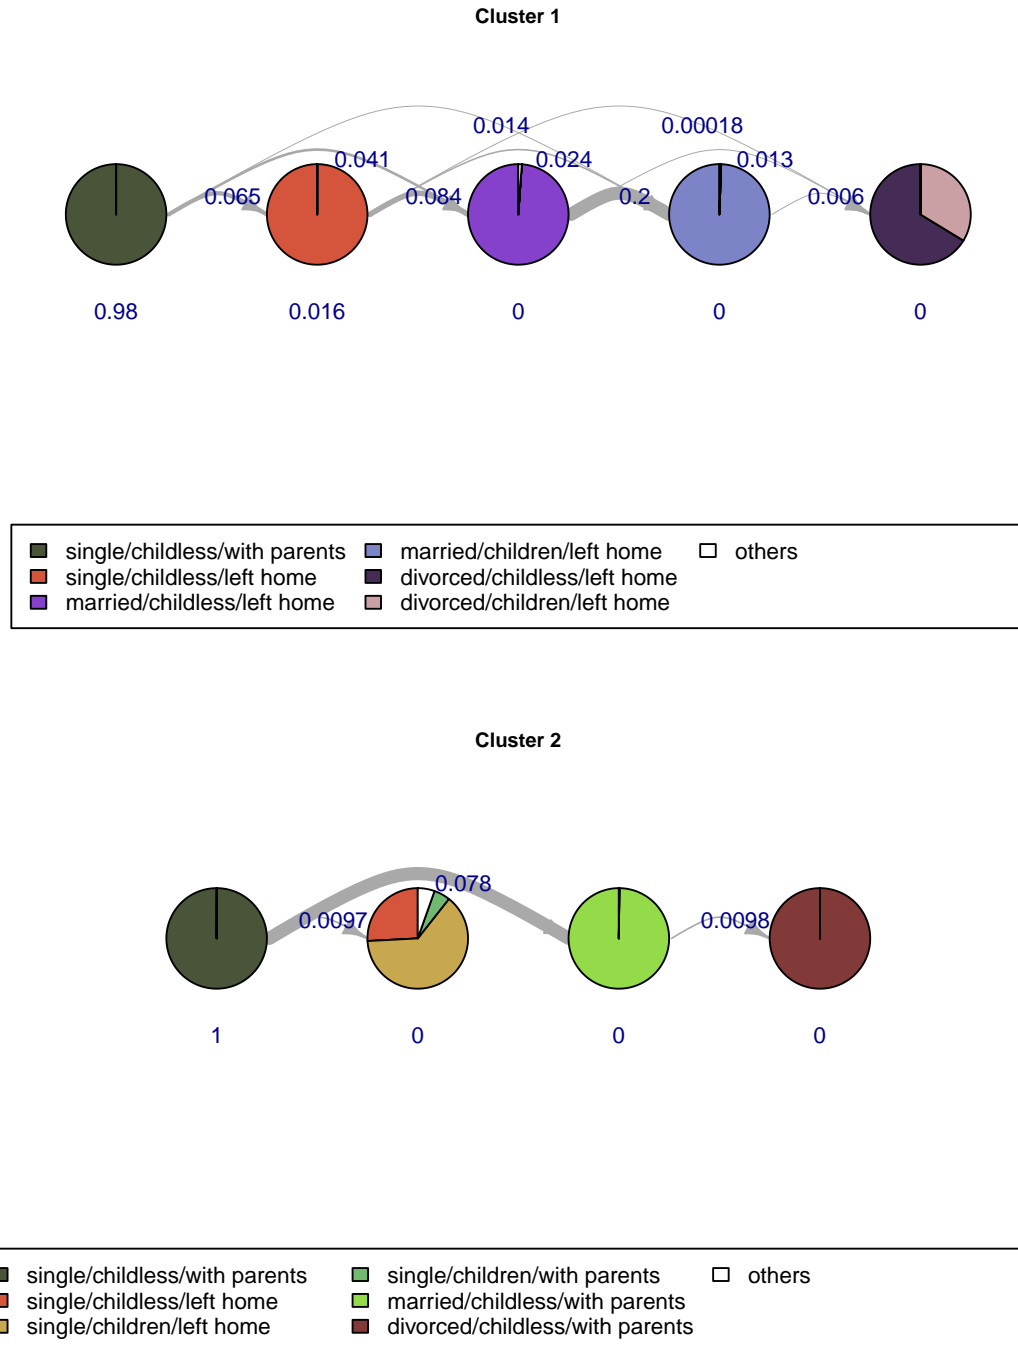 Cluster 1
0.014 0.00018
0.041 0.024 0.013
0.065 0.084 0.2 0.006
0.98 0.016 0 0 0
single/childless/with parents married/children/left home others
single/childless/left home divorced/childless/left home
married/childless/left home divorced/children/left home
Cluster 2
0.078
0.0097 0.0098
1 0 0 0
single/childless/with parents single/children/with parents others
single/childless/left home married/childless/with parents
single/children/left home divorced/childless/with parents